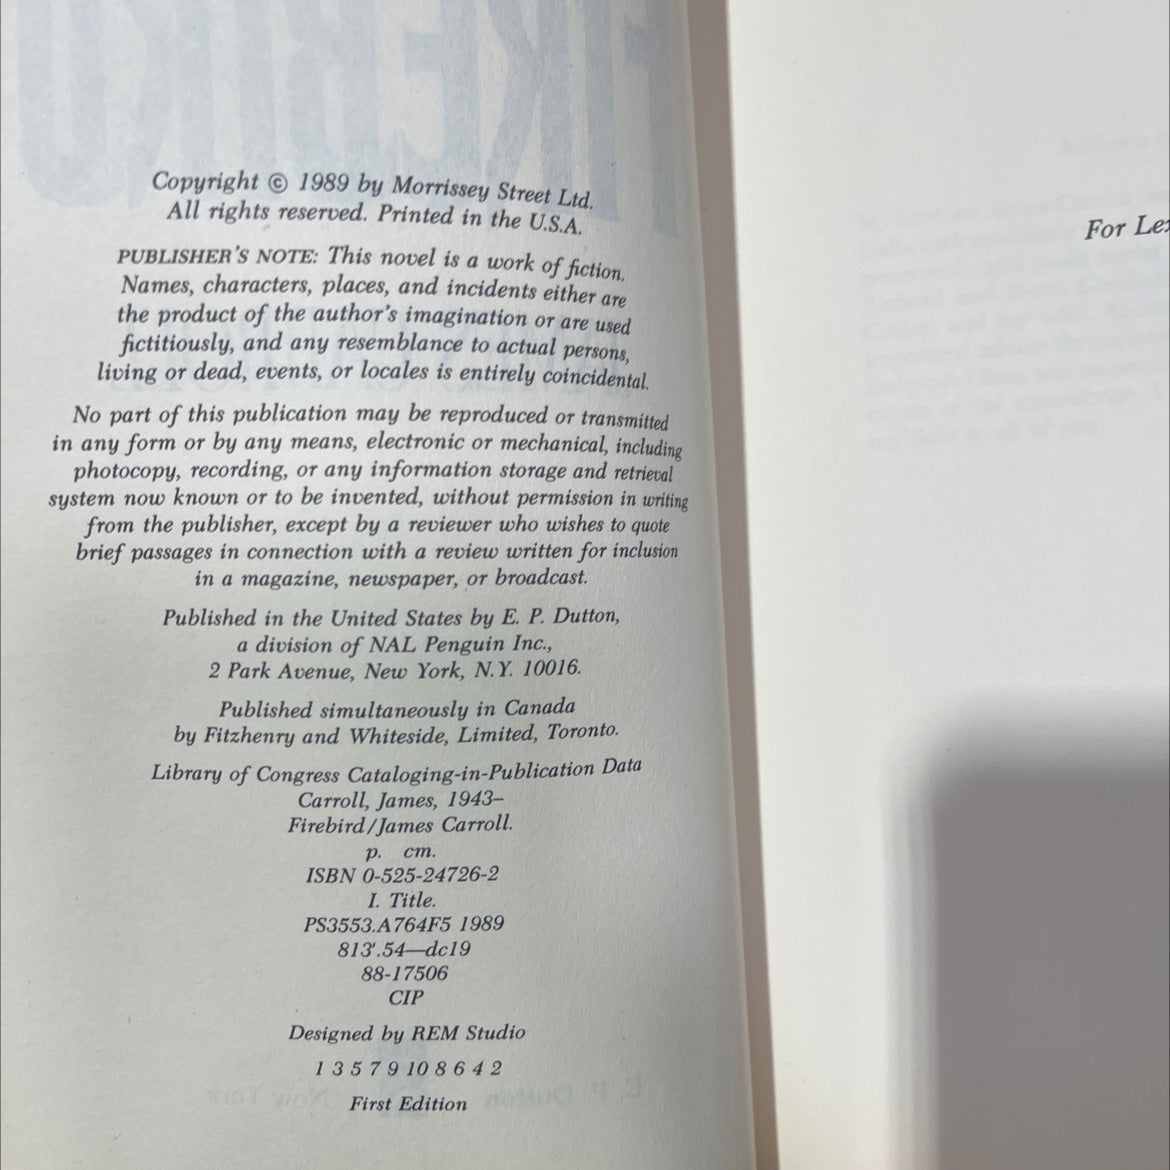 Copyright © 1989 by Morrissey Street Ltd.
All rights reserved. Printed in the U.S.A.
PUBLISHER'S NOTE: This novel is a work of fiction.
Names, characters, places, and incidents either are
the product of the author's imagination or are used
fictitiously, and any resemblance to actual persons,
living or dead, events, or locales is entirely coincidental.
No part of this publication may be reproduced or transmitted
in any form or by any means, electronic or mechanical, including
photocopy, recording, or any information storage and retrieval
system now known or to be invented, without permission in writing
from the publisher, except by a reviewer who wishes to quote
brief passages in connection with a review written for inclusion
in a magazine, newspaper, or broadcast.
Published in the United States by E. P. Dutton,
a division of NAL Penguin Inc.,
2 Park Avenue, New York, N.Y. 10016.
Published simultaneously in Canada
by Fitzhenry and Whiteside, Limited, Toronto.
Library of Congress Cataloging-in-Publication Data
Carroll, James, 1943–
Firebird/James Carroll.
p. cm.
ISBN 0-525-24726-2
I. Title.
PS3553.A764F5 1989
813'.54—dc19
88-17506
CIP
Designed by REM Studio
1 3 5 7 9 10 8 6 4 2
First Edition
For